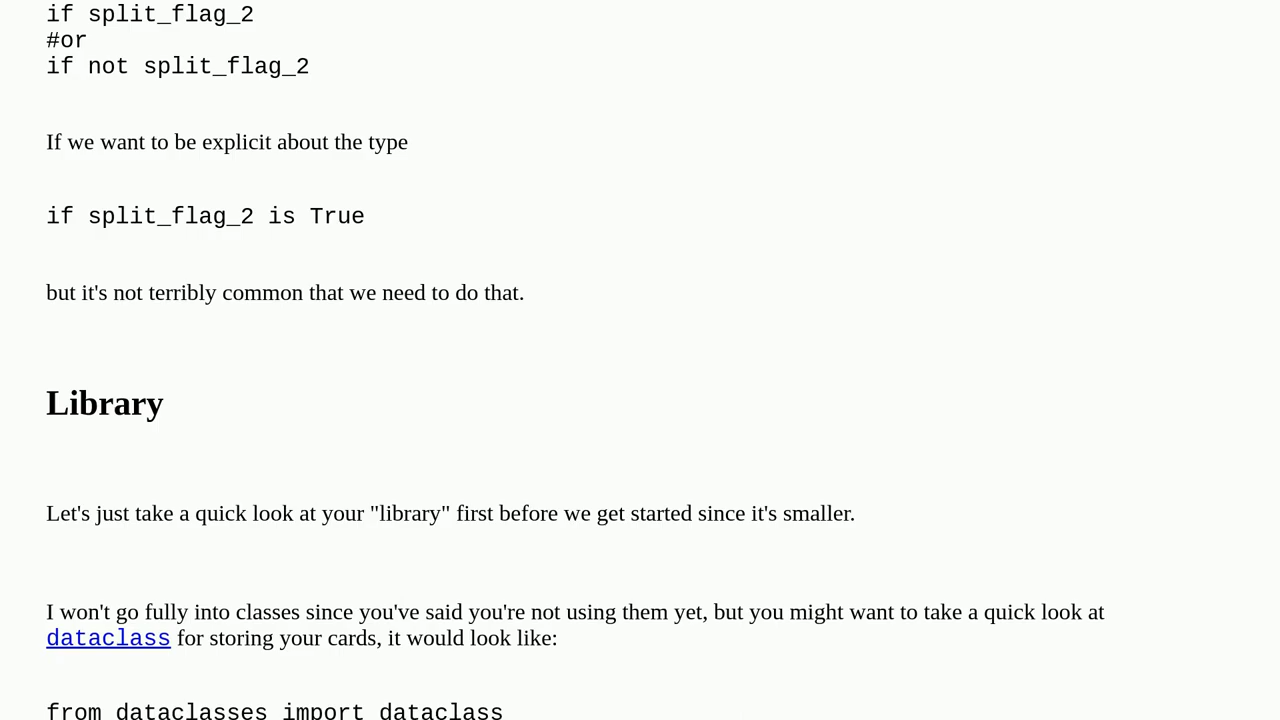 if split_flag_2
#or
if not split_flag_2
If we want to be explicit about the type
if split_flag_2 is True
but it's not terribly common that we need to do that.
Library
Let's just take a quick look at your "library" first before we get started since it's smaller.
I won't go fully into classes since you've said you're not using them yet, but you might want to take a quick look at
dataclass for storing your cards, it would look like:
from dataclasses import dataclass